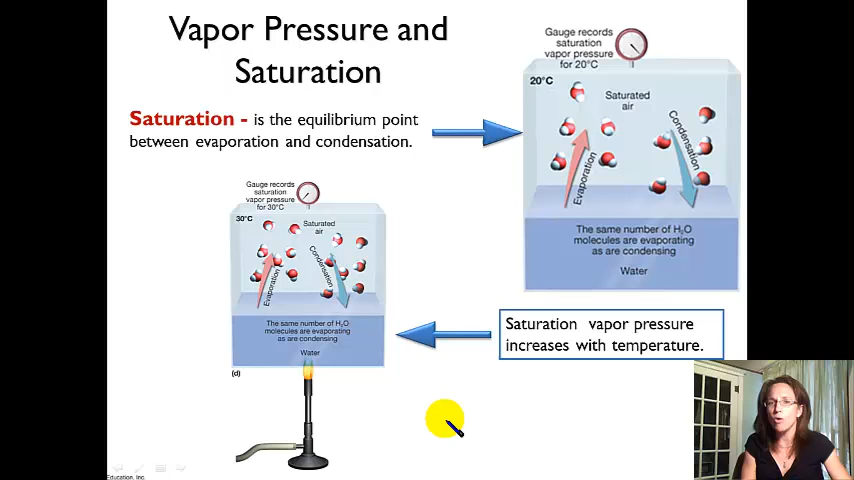 Vapor Pressure and
Saturation
Saturation - is the equilibrium point
between evaporation and condensation.
Gauge records
saturation
vapor pressure
for 20°C
20°C
Saturated
air
Evaporation
Condensation
The same number of H₂O
molecules are evaporating
as are condensing
Water
Gauge records
saturation
vapor pressure
for 30°C
30°C
Saturated
air
Evaporation
Condensation
The same number of H₂O
molecules are evaporating
as are condensing
Water
(d)
Saturation vapor pressure
increases with temperature.
Education, Inc.